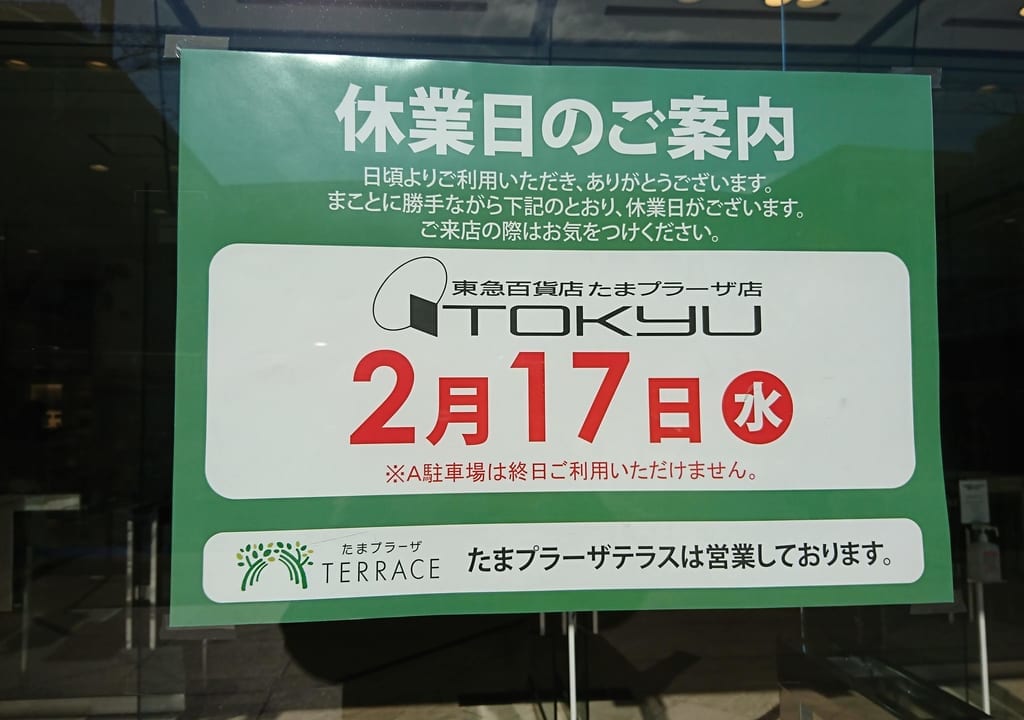 休業日のご案内
日頃よりご利用いただき、ありがとうございます。
まことに勝手ながら下記のとおり、休業日がございます。
ご来店の際はお気をつけください。
東急百貨店 たまプラーザ店
TOKYU
2月17日 水
※A駐車場は終日ご利用いただけません。
たまプラーザ
TERRACE
たまプラーザテラスは営業しております。